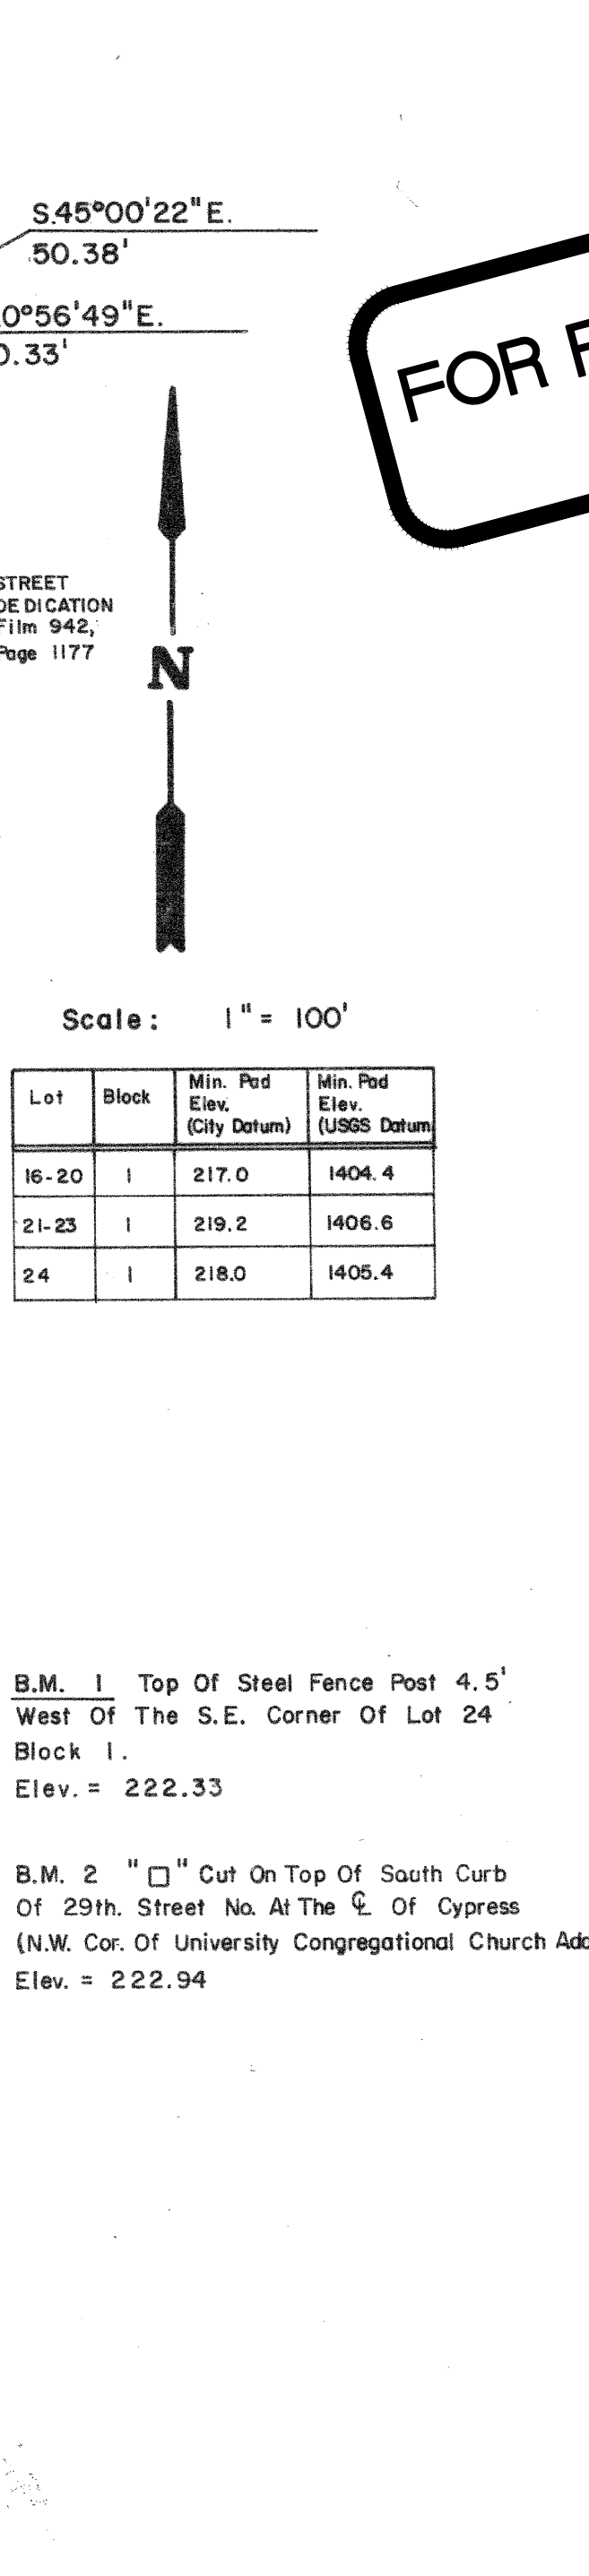 S.45°00'22"E.
50.38'
0°56'49"E.
0.33'
FOR
STREET
DEDICATION
Film 942,
Page 1177
N
Scale: 1" = 100'
Lot Block Min. Pad Elev. (City Datum) Min. Pad Elev. (USGS Datum
16-20 1 217.0 1404.4
21-23 1 219.2 1406.6
24 1 218.0 1405.4
B.M. 1 Top Of Steel Fence Post 4.5'
West Of The S.E. Corner Of Lot 24
Block 1.
Elev. = 222.33
B.M. 2 "□" Cut On Top Of South Curb
Of 29th. Street No. At The ℄ Of Cypress
(N.W. Cor. Of University Congregational Church Add
Elev. = 222.94